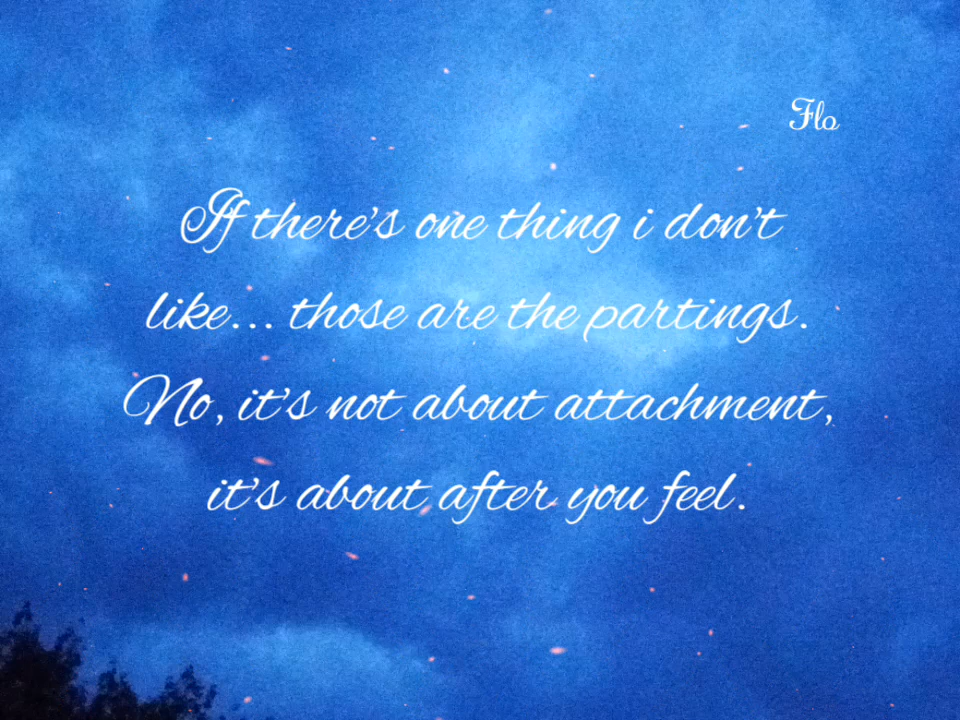 Flo
If there's one thing i don't
like... those are the partings.
No, it's not about attachment,
it's about after you feel.